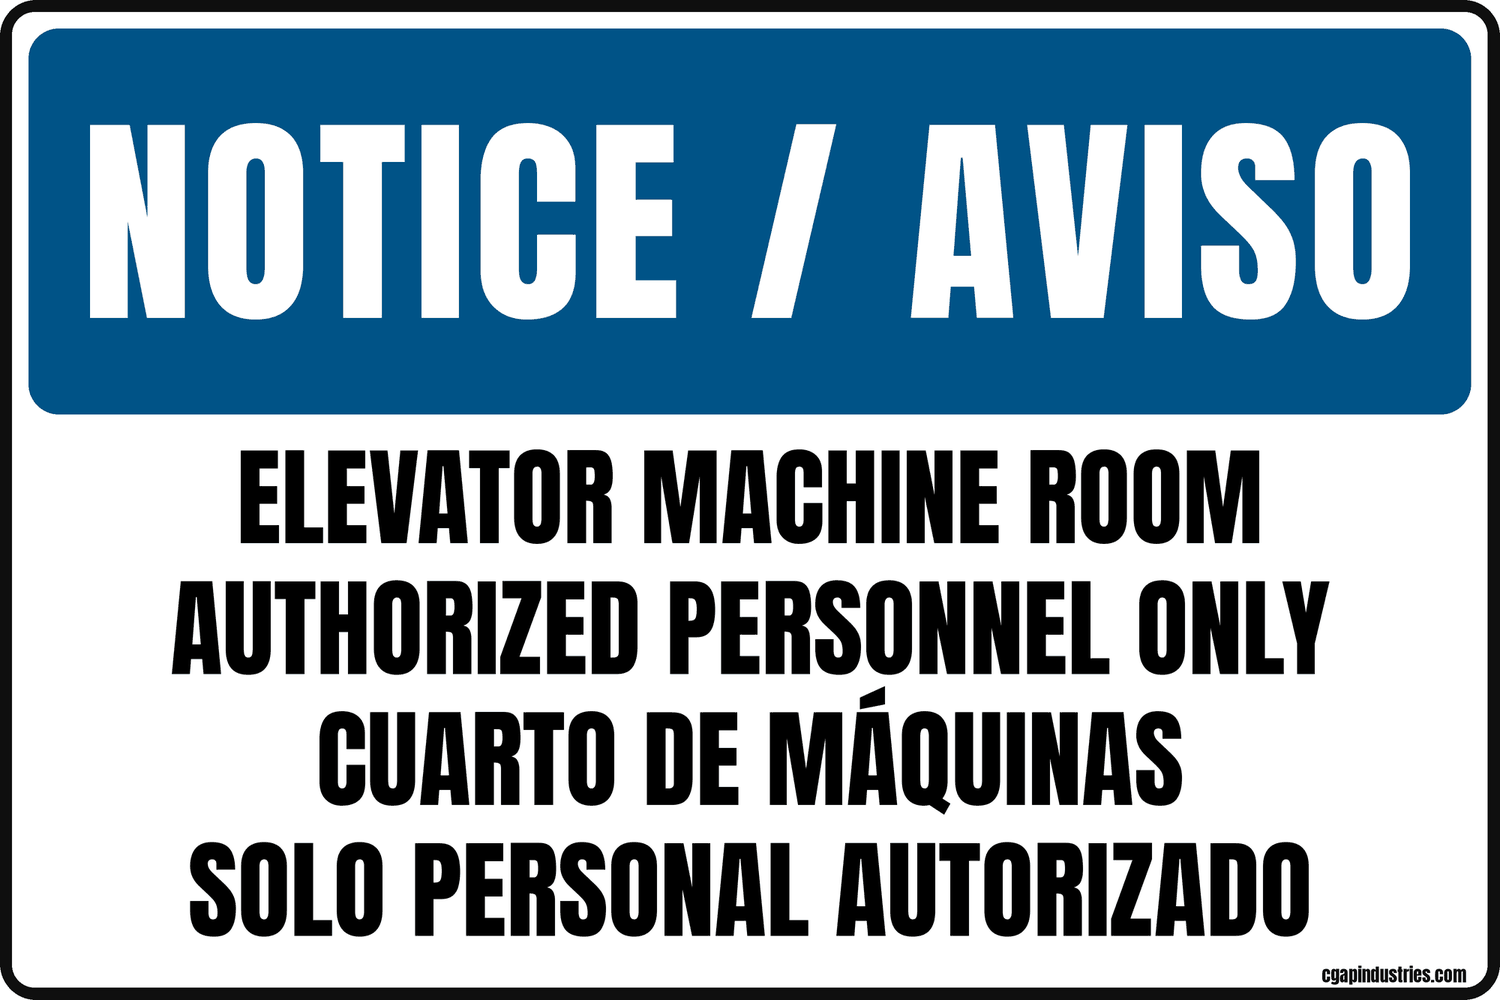 NOTICE / AVISO
ELEVATOR MACHINE ROOM
AUTHORIZED PERSONNEL ONLY
CUARTO DE MÁQUINAS
SOLO PERSONAL AUTORIZADO
cgapindustries.com